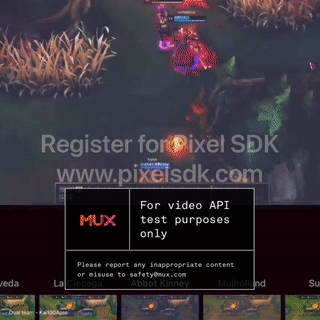 Register for Pixel SDK
www.pixelsdk.com
MUX
For video API
test purposes
only
Please report any inappropriate content
or misuse to safety@mux.com
veda
La Cienega
Abbot Kinney
Mulholland
Su
Dual team - Kal1004pro